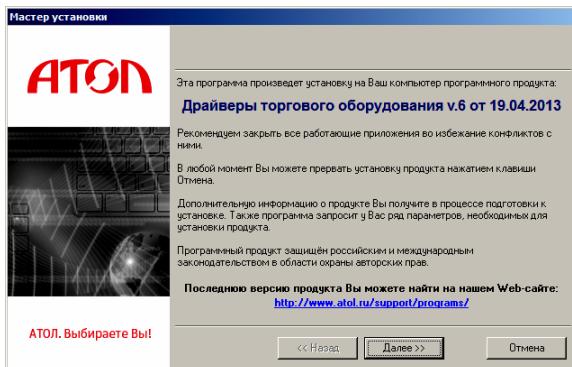 Мастер установки
АТОЛ
Эта программа произведет установку на Ваш компьютер программного продукта:
Драйверы торгового оборудования v.6 от 19.04.2013
Рекомендуем закрыть все работающие приложения во избежание конфликтов с
ними.
В любой момент Вы можете прервать установку продукта нажатием клавиши
Отмена.
Дополнительную информацию о продукте Вы получите в процессе подготовки к
установке. Также программа запросит у Вас ряд параметров, необходимых для
установки продукта.
Программный продукт защищён российским и международным
законодательством в области охраны авторских прав.
Последнюю версию продукта Вы можете найти на нашем Web-сайте:
http://www.atol.ru/support/programs/
АТОЛ. Выбираете Вы!
<< Назад
Далее >>
Отмена